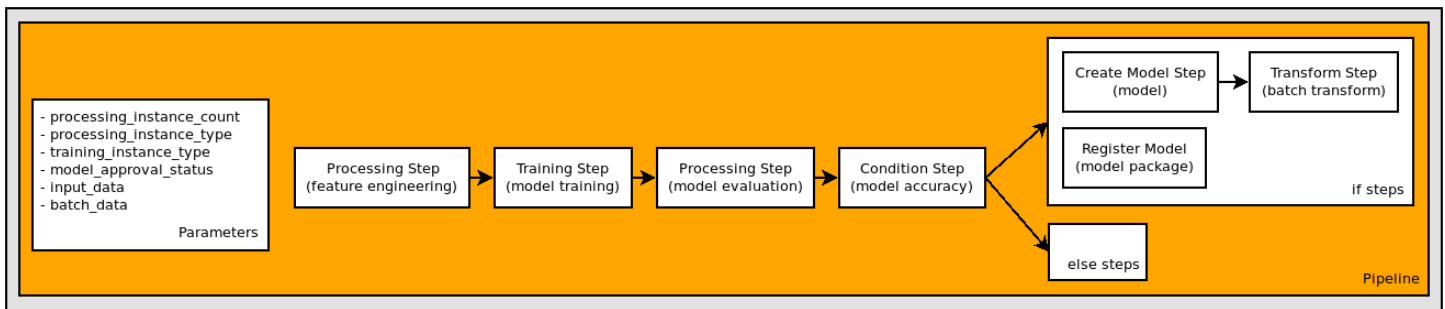 - processing_instance_count
- processing_instance_type
- training_instance_type
- model_approval_status
- input_data
- batch_data
Parameters
Processing Step
(feature engineering)
Training Step
(model training)
Processing Step
(model evaluation)
Condition Step
(model accuracy)
Create Model Step
(model)
Transform Step
(batch transform)
Register Model
(model package)
if steps
else steps
Pipeline